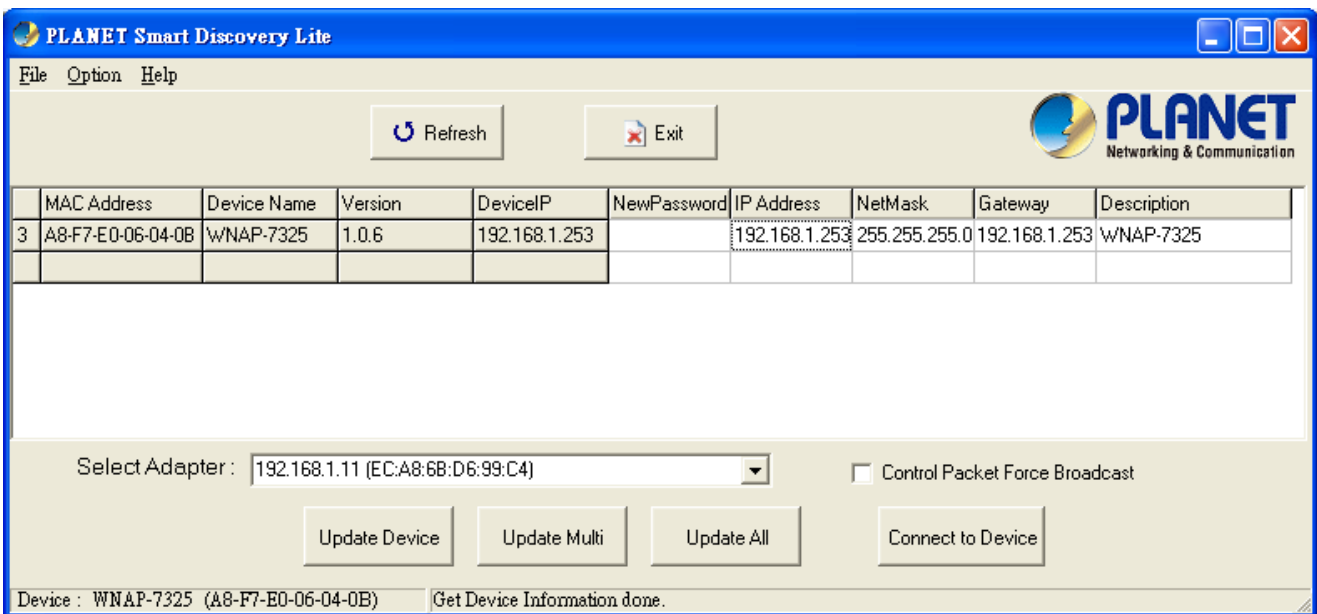 PLANET Smart Discovery Lite
File Option Help
Refresh Exit
PLANET
Networking & Communication
MAC Address Device Name Version DeviceIP NewPassword IP Address NetMask Gateway Description
3 A8-F7-E0-06-04-0B WNAP-7325 1.0.6 192.168.1.253 192.168.1.253 255.255.255.0 192.168.1.253 WNAP-7325
Select Adapter : 192.168.1.11 (EC:A8:6B:D6:99:C4) Control Packet Force Broadcast
Update Device Update Multi Update All Connect to Device
Device : WNAP-7325 (A8-F7-E0-06-04-0B) Get Device Information done.